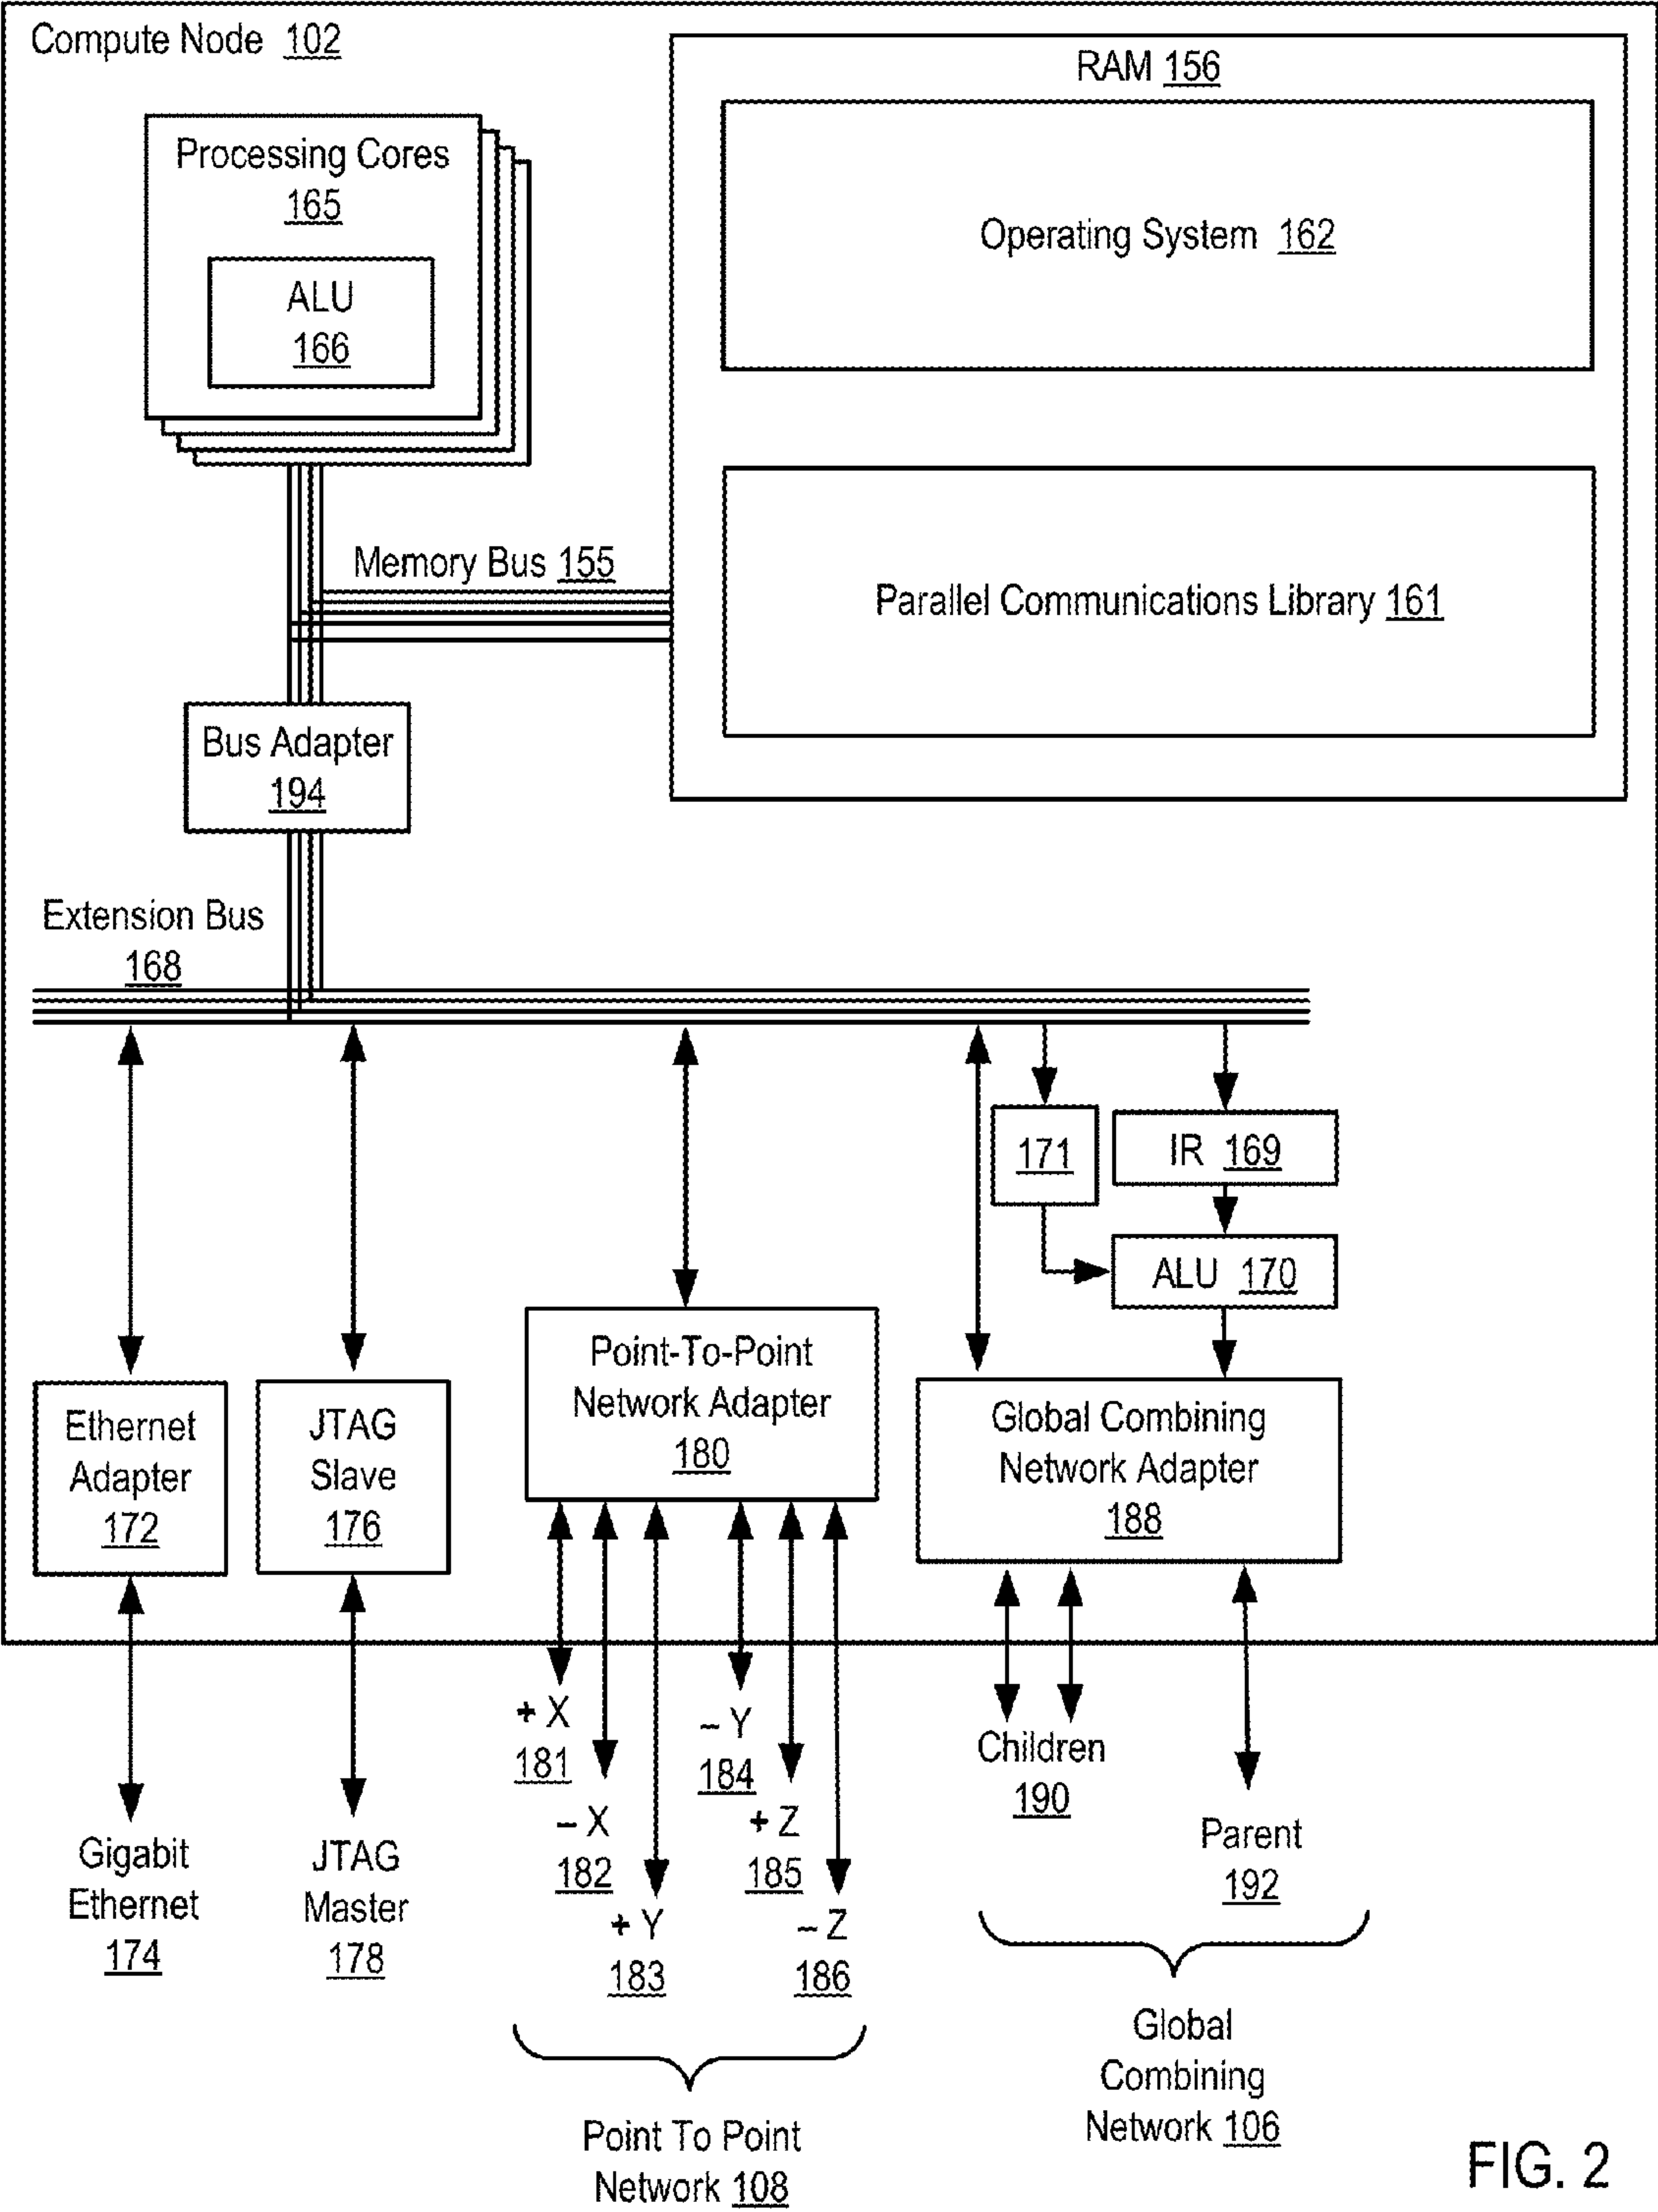 Compute Node 102
RAM 156
Processing Cores
165
ALU
166
Operating System 162
Memory Bus 155
Parallel Communications Library 161
Bus Adapter
194
Extension Bus
168
171
IR 169
ALU 170
Ethernet
Adapter
172
JTAG
Slave
176
Point-To-Point
Network Adapter
180
Global Combining
Network Adapter
188
+ X
181
– X
182
+ Y
183
– Y
184
+ Z
185
– Z
186
Children
190
Parent
192
Gigabit
Ethernet
174
JTAG
Master
178
Point To Point
Network 108
Global
Combining
Network 106
FIG. 2